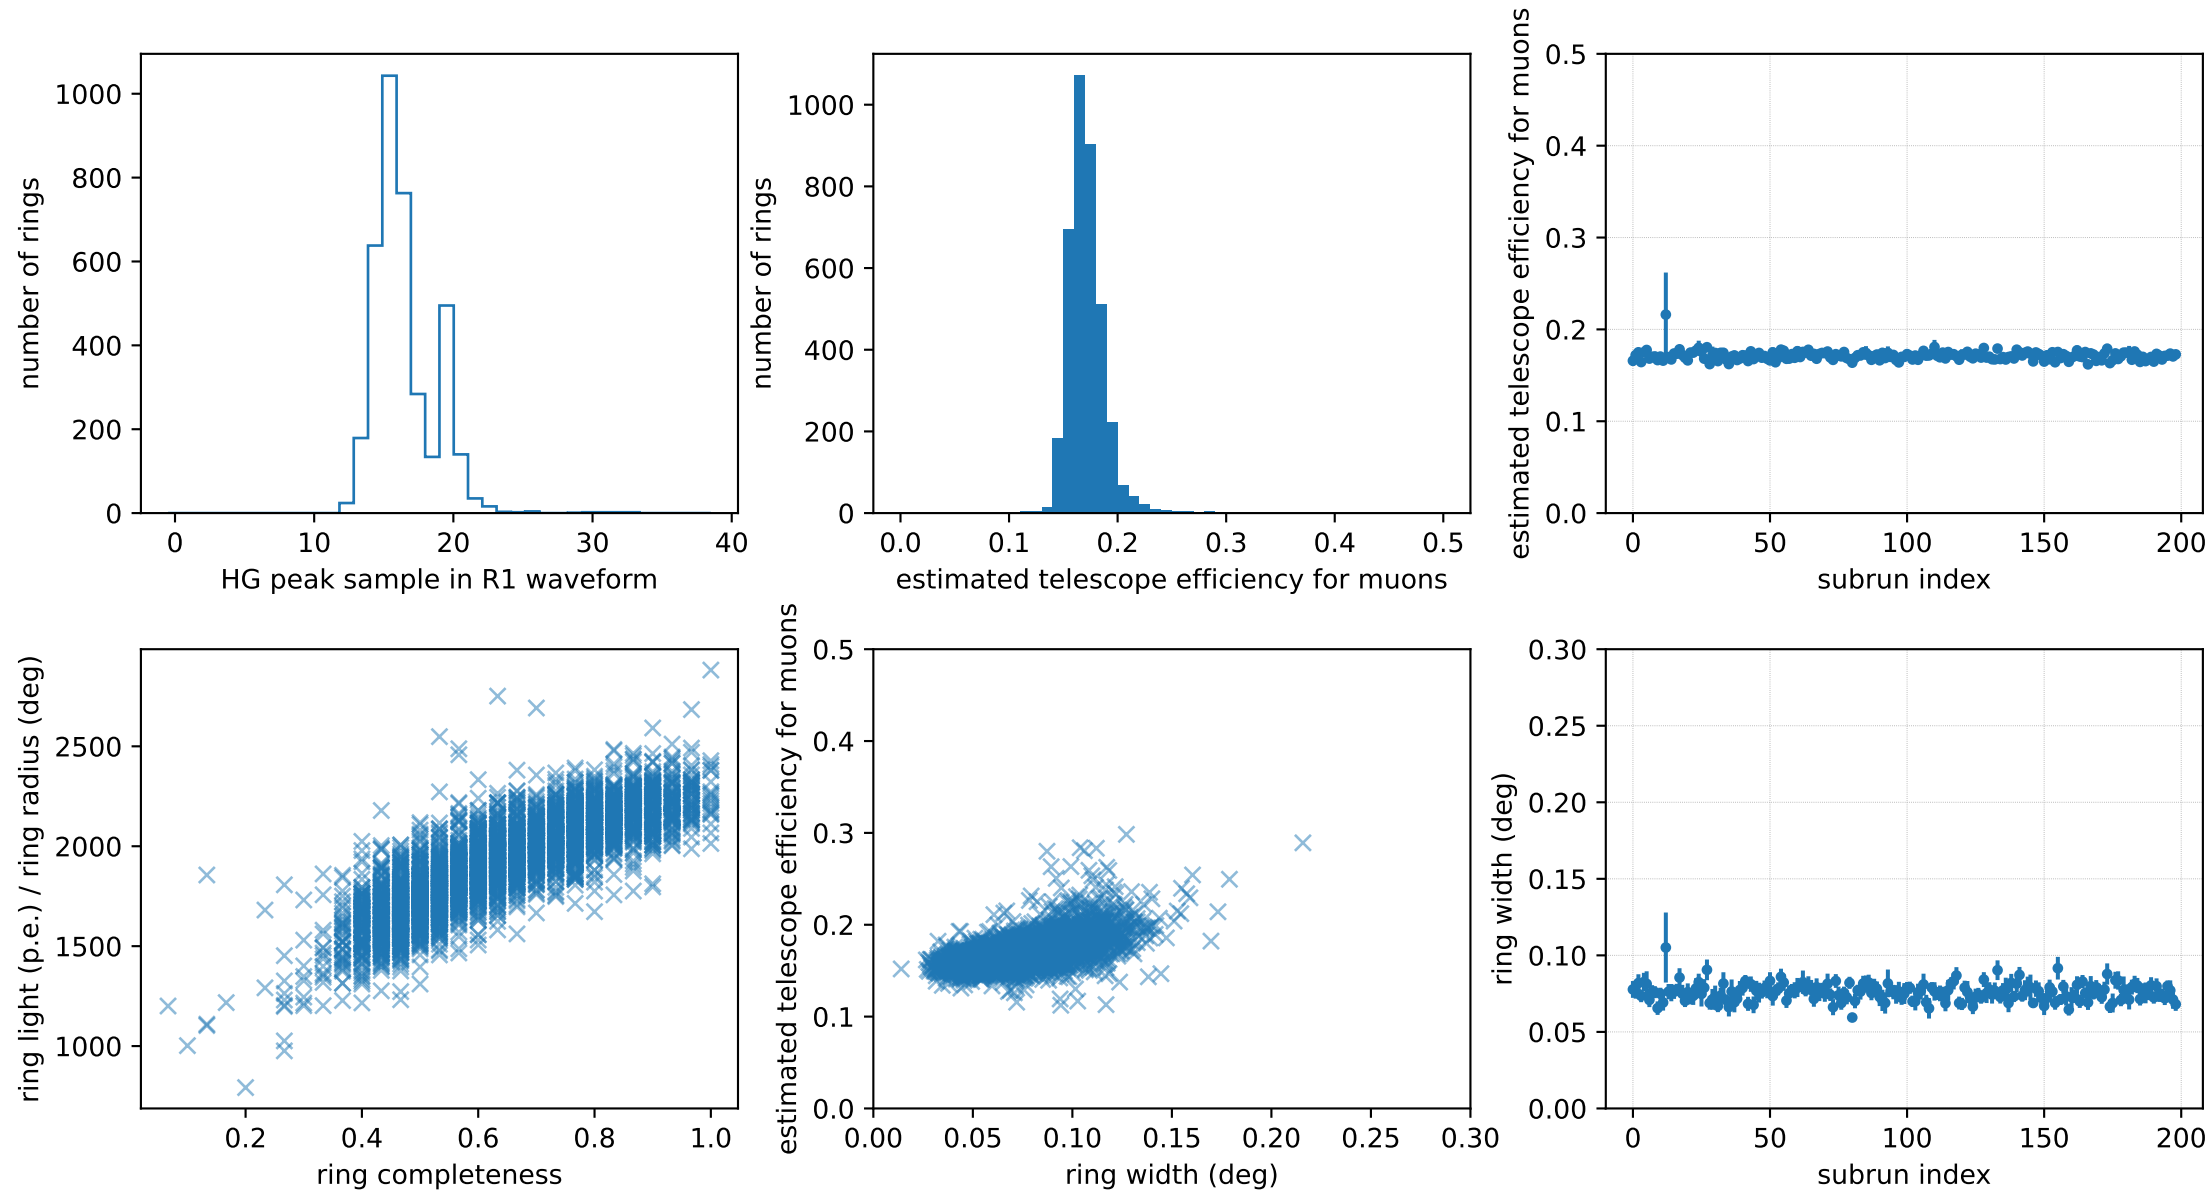 number of rings
1000
800
600
400
200
0
0 10 20 30 40
HG peak sample in R1 waveform
number of rings
1000
800
600
400
200
0
0.0 0.1 0.2 0.3 0.4 0.5
estimated telescope efficiency for muons
estimated telescope efficiency for muons
0.5
0.4
0.3
0.2
0.1
0.0
0 50 100 150 200
subrun index
ring light (p.e.) / ring radius (deg)
2500
2000
1500
1000
0.2 0.4 0.6 0.8 1.0
ring completeness
estimated telescope efficiency for muons
0.5
0.4
0.3
0.2
0.1
0.0
0.00 0.05 0.10 0.15 0.20 0.25 0.30
ring width (deg)
ring width (deg)
0.30
0.25
0.20
0.15
0.10
0.05
0.00
0 50 100 150 200
subrun index